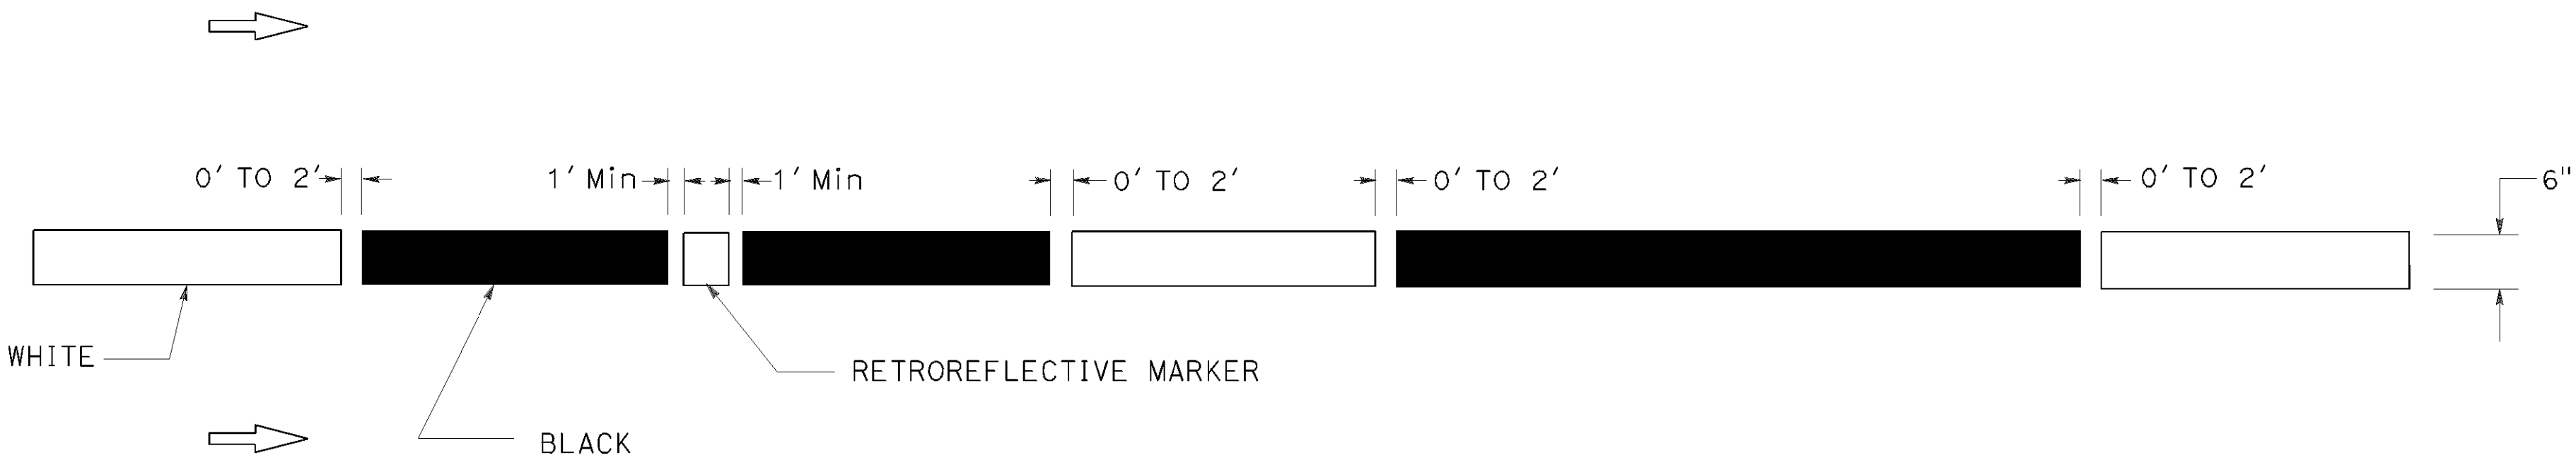 0' TO 2'
1' Min
1' Min
0' TO 2'
0' TO 2'
0' TO 2'
6"
WHITE
RETROREFLECTIVE MARKER
BLACK